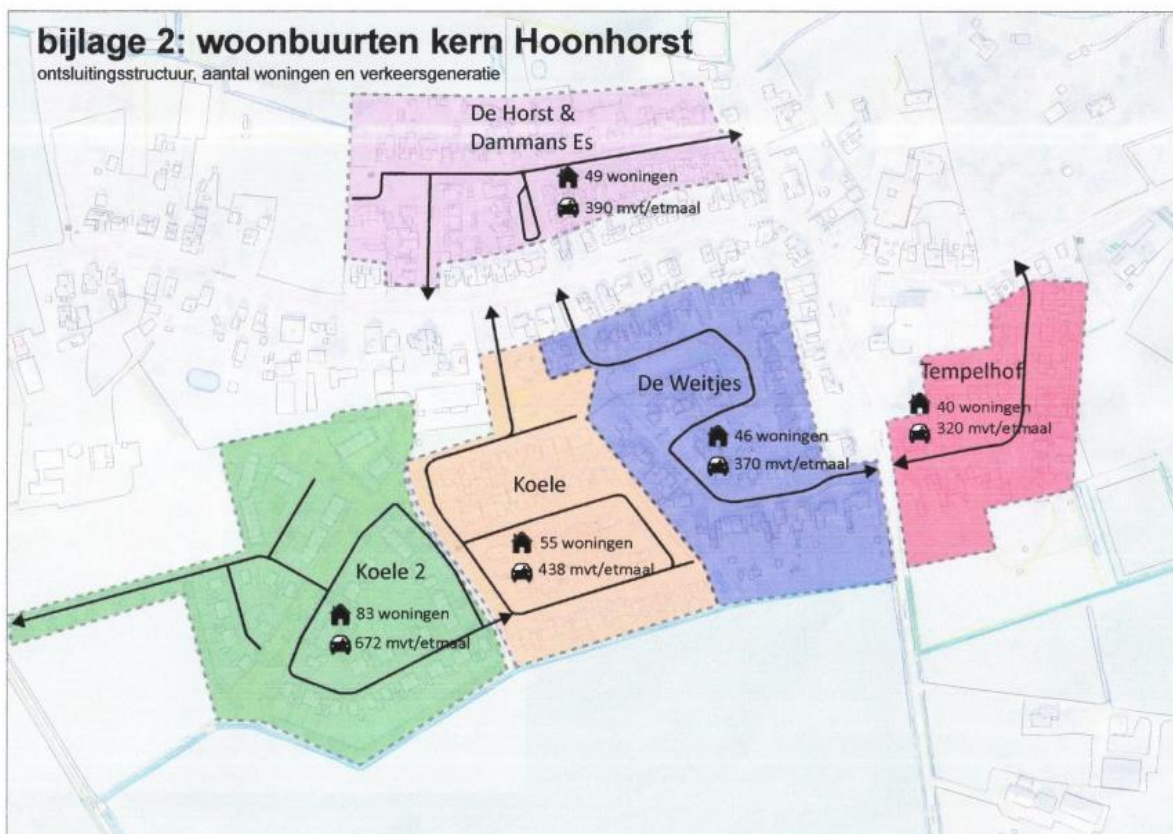 bijlage 2: woonbuurten kern Hoonhorst
ontsluitingsstructuur, aantal woningen en verkeersgeneratie
De Horst &
Dammans Es
49 woningen
390 mvt/etmaal
De Weitjes
46 woningen
370 mvt/etmaal
Tempelhof
40 woningen
320 mvt/etmaal
Koele
55 woningen
438 mvt/etmaal
Koele 2
83 woningen
672 mvt/etmaal